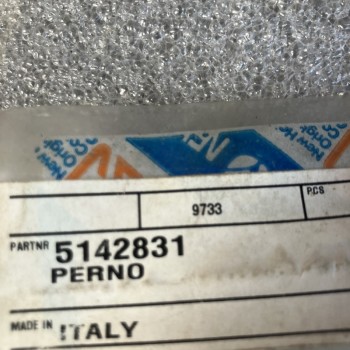 9733
PCS
PARTNR 5142831
PERNO
MADE IN ITALY